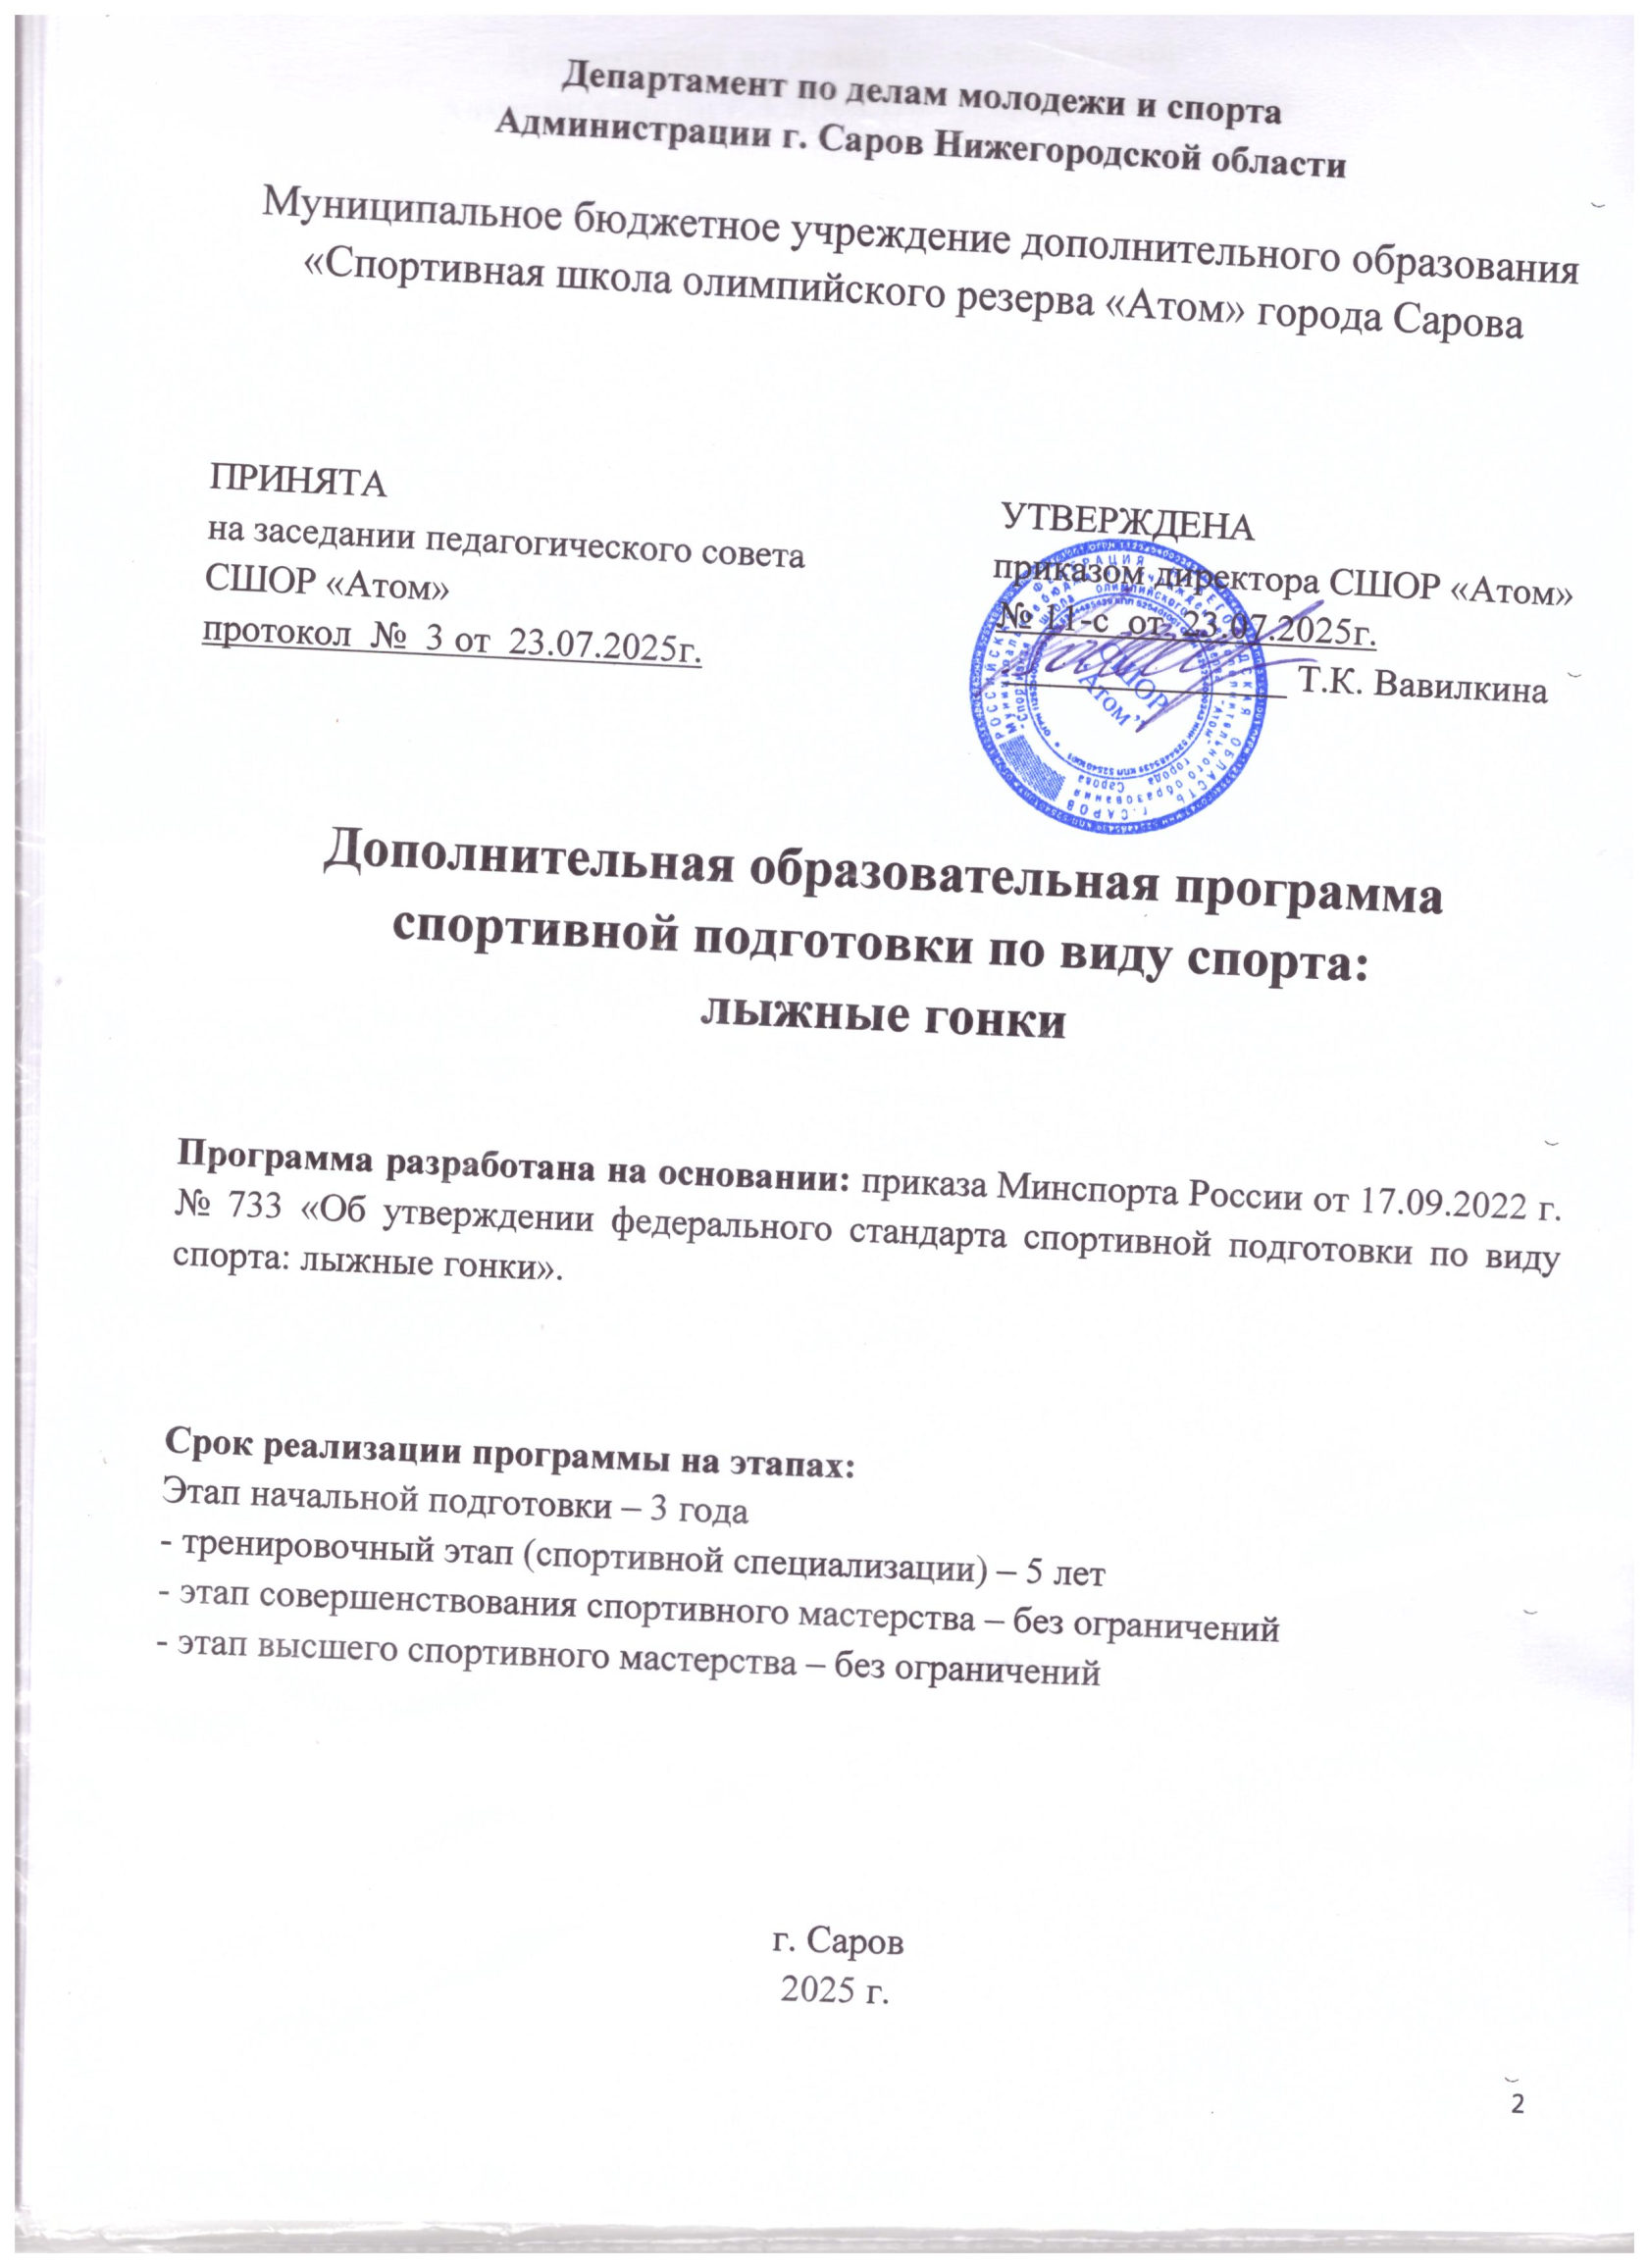 Департамент по делам молодежи и спорта
Администрации г. Саров Нижегородской области
Муниципальное бюджетное учреждение дополнительного образования
«Спортивная школа олимпийского резерва «Атом» города Сарова
ПРИНЯТА
на заседании педагогического совета
СШОР «Атом»
протокол № 3 от 23.07.2025г.
УТВЕРЖДЕНА
приказом директора СШОР «Атом»
№ 11-с от 23.07.2025г.
Т.К. Вавилкина
СШОР
"Атом"
Дополнительная образовательная программа
спортивной подготовки по виду спорта:
лыжные гонки
Программа разработана на основании: приказа Минспорта России от 17.09.2022 г.
№ 733 «Об утверждении федерального стандарта спортивной подготовки по виду
спорта: лыжные гонки».
Срок реализации программы на этапах:
Этап начальной подготовки – 3 года
- тренировочный этап (спортивной специализации) – 5 лет
- этап совершенствования спортивного мастерства – без ограничений
- этап высшего спортивного мастерства – без ограничений
г. Саров
2025 г.
2